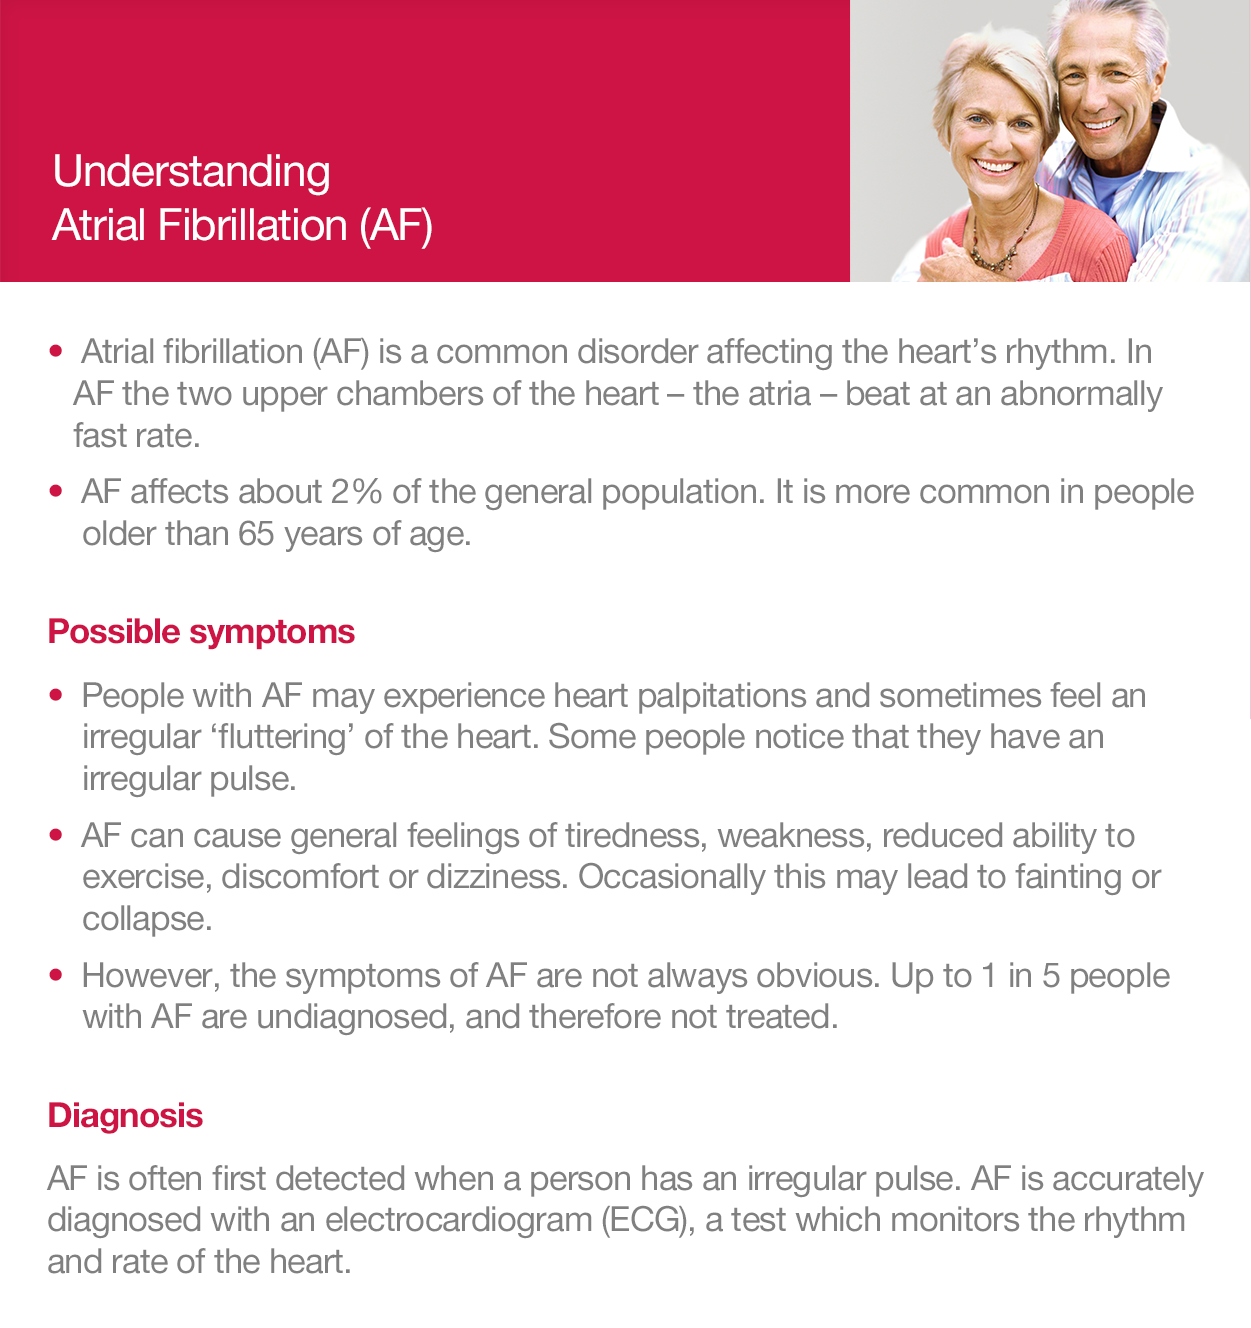 Understanding
Atrial Fibrillation (AF)
• Atrial fibrillation (AF) is a common disorder affecting the heart’s rhythm. In
AF the two upper chambers of the heart – the atria – beat at an abnormally
fast rate.
• AF affects about 2% of the general population. It is more common in people
older than 65 years of age.
Possible symptoms
• People with AF may experience heart palpitations and sometimes feel an
irregular ‘fluttering’ of the heart. Some people notice that they have an
irregular pulse.
• AF can cause general feelings of tiredness, weakness, reduced ability to
exercise, discomfort or dizziness. Occasionally this may lead to fainting or
collapse.
• However, the symptoms of AF are not always obvious. Up to 1 in 5 people
with AF are undiagnosed, and therefore not treated.
Diagnosis
AF is often first detected when a person has an irregular pulse. AF is accurately
diagnosed with an electrocardiogram (ECG), a test which monitors the rhythm
and rate of the heart.